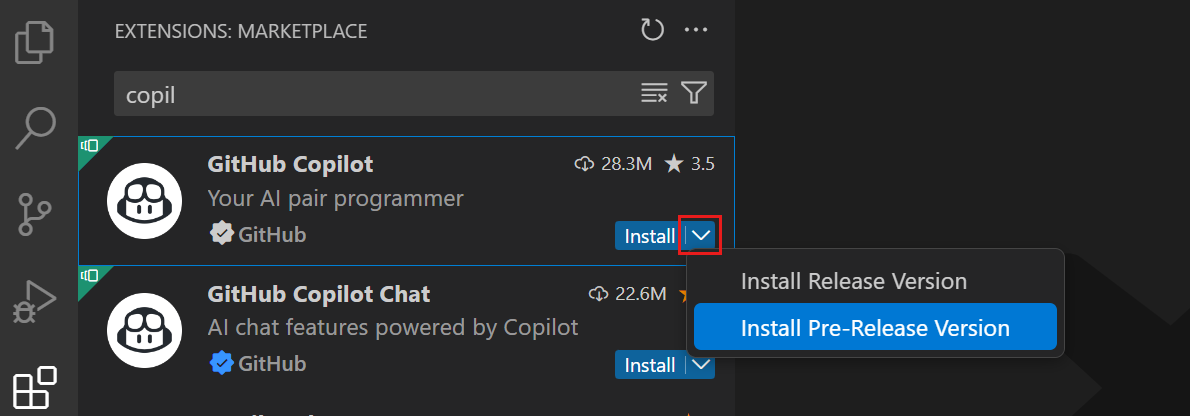 EXTENSIONS: MARKETPLACE
copil
GitHub Copilot 28.3M 3.5
Your AI pair programmer
GitHub Install
Install Release Version
Install Pre-Release Version
GitHub Copilot Chat 22.6M
AI chat features powered by Copilot
GitHub Install